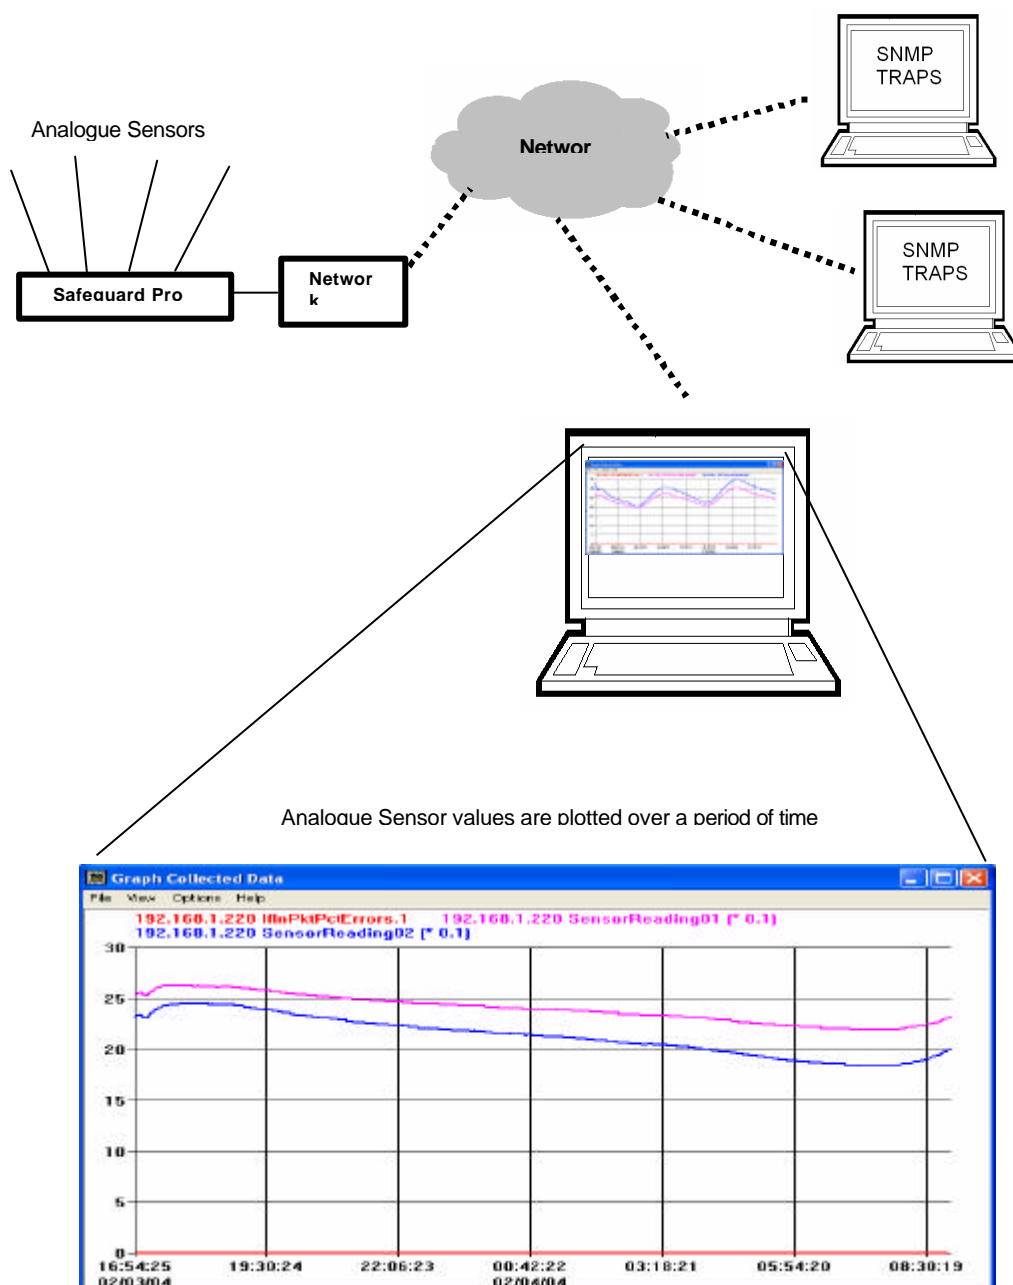 SNMP
TRAPS
Analogue Sensors
Networ
SNMP
TRAPS
Safeguard Pro
Networ
k
Analogue Sensor values are plotted over a period of time
Graph Collected Data
File View Options Help
192.168.1.220 IfInPktPctErrors.1 192.168.1.220 SensorReading01 (* 0.1)
192.168.1.220 SensorReading02 (* 0.1)
30
25
20
15
10
5
0
16:54:25 19:30:24 22:06:23 00:42:22 03:18:21 05:54:20 08:30:19
02/03/04 02/04/04